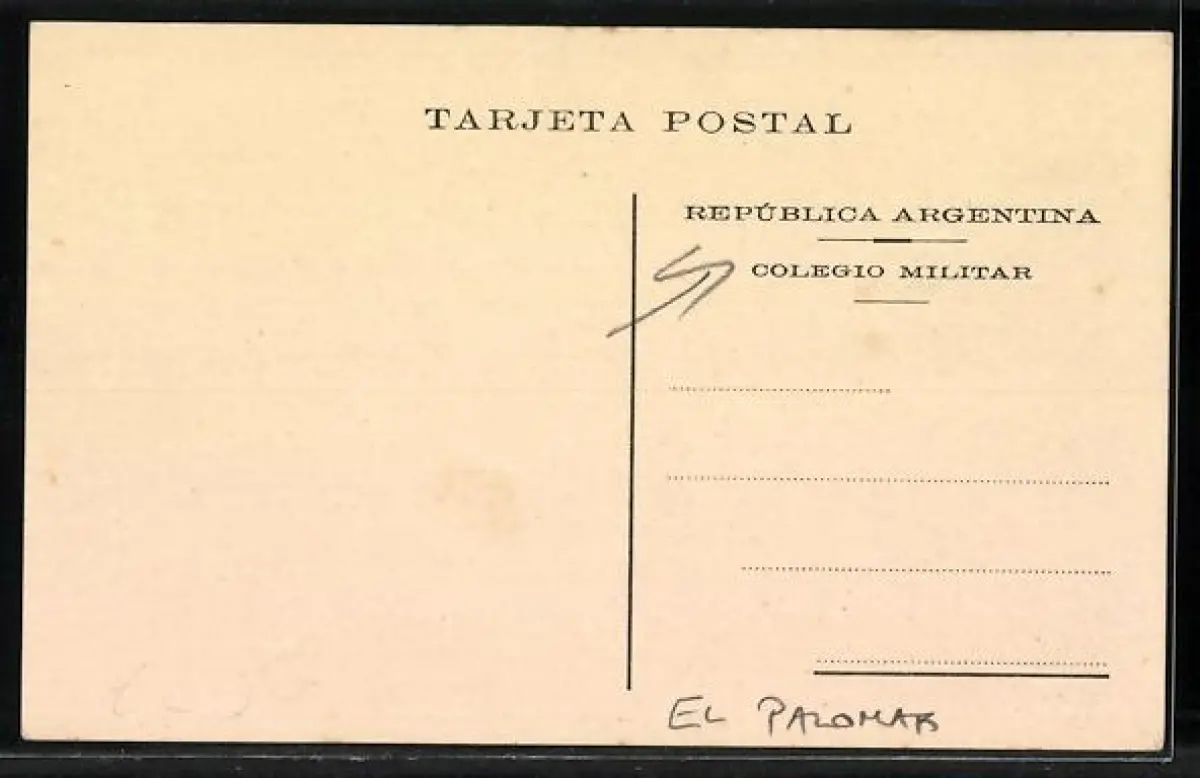 TARJETA POSTAL
REPÚBLICA ARGENTINA
COLEGIO MILITAR
EL PALOMAR